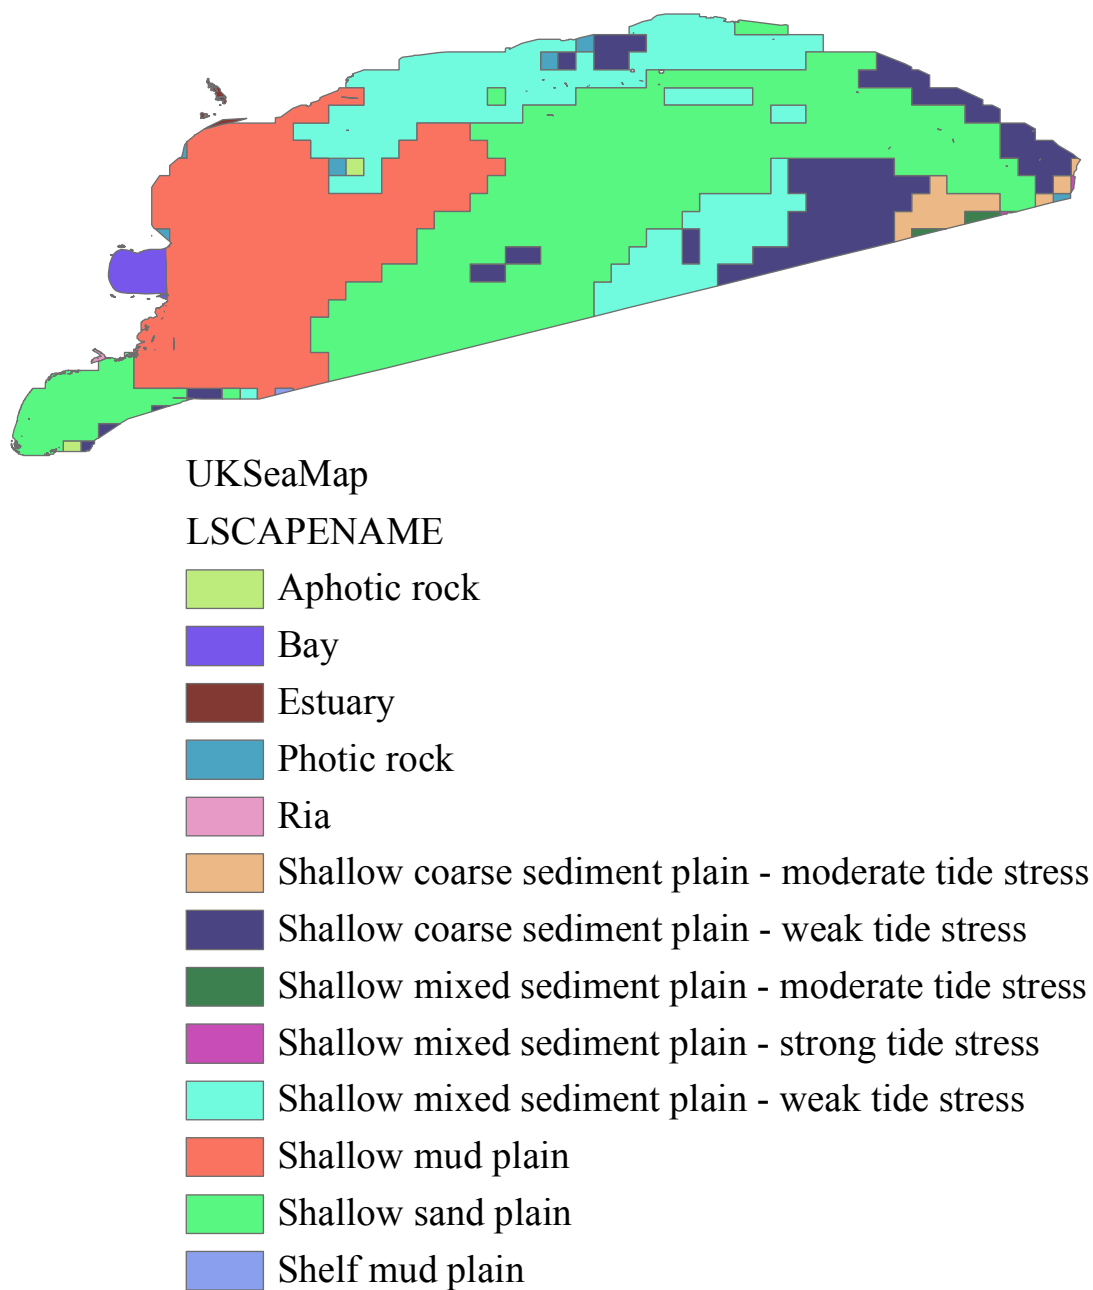 UKSeaMap
LSCAPENAME
Aphotic rock
Bay
Estuary
Photic rock
Ria
Shallow coarse sediment plain - moderate tide stress
Shallow coarse sediment plain - weak tide stress
Shallow mixed sediment plain - moderate tide stress
Shallow mixed sediment plain - strong tide stress
Shallow mixed sediment plain - weak tide stress
Shallow mud plain
Shallow sand plain
Shelf mud plain